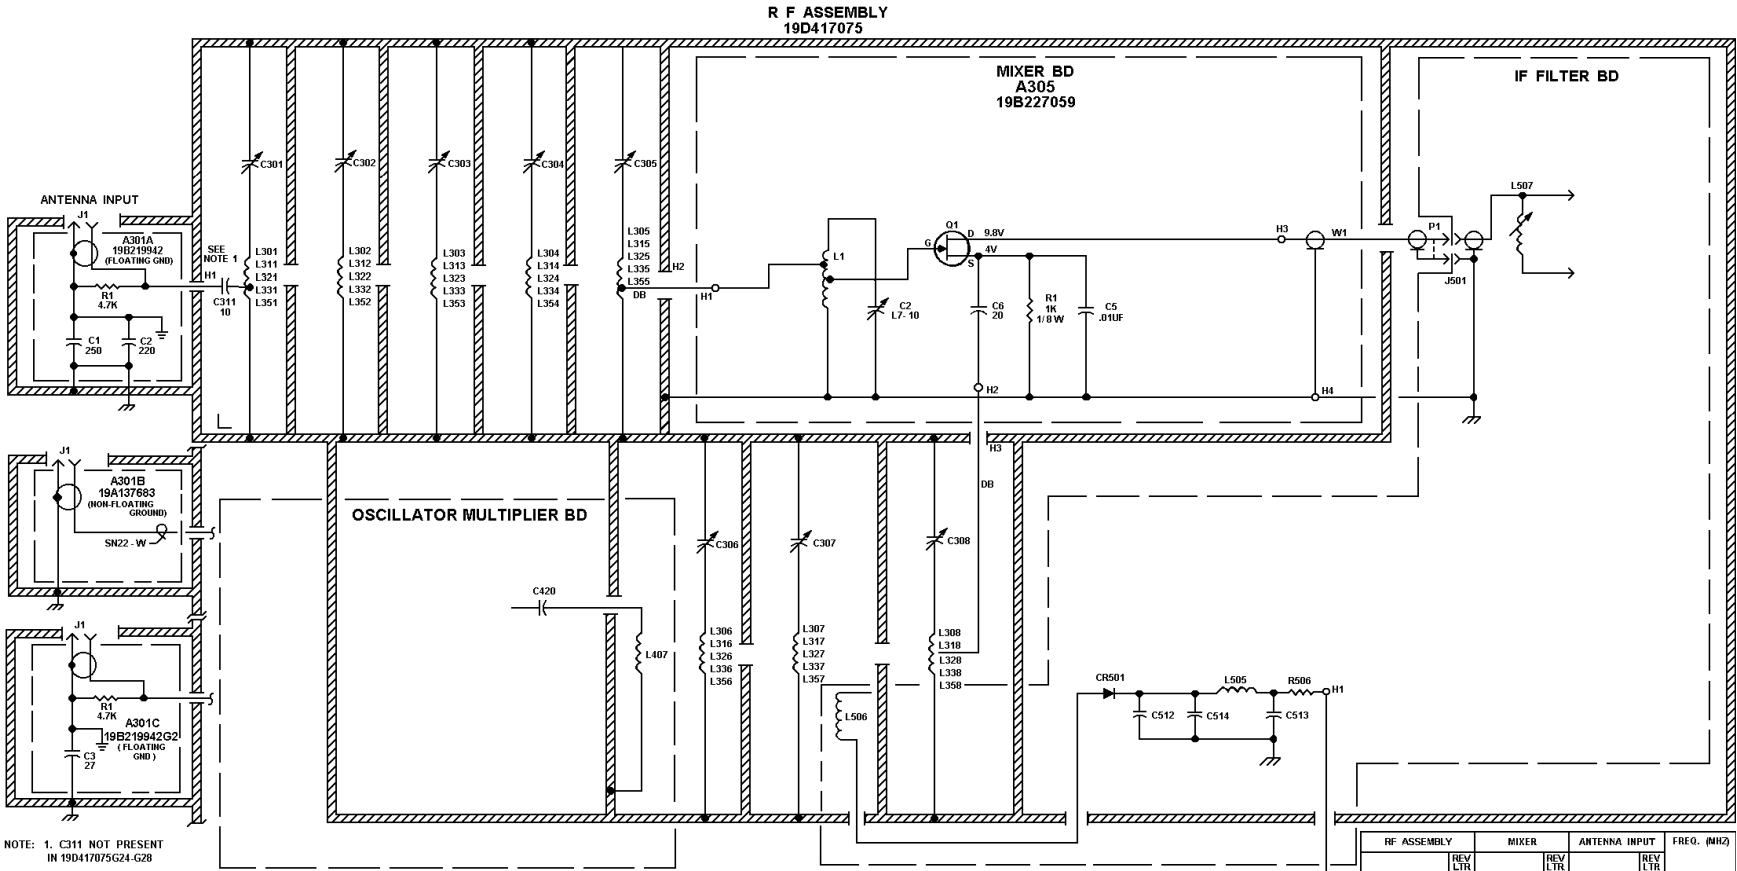 R F ASSEMBLY
19D417075
MIXER BD
A305
19B227059
IF FILTER BD
ANTENNA INPUT
J1
A301A
19B219942
(FLOATING GND)
R1
4.7K
C1
250
C2
220
SEE
NOTE 1
H1
C311
10
C301
L301
L311
L321
L331
L351
C302
L302
L312
L322
L332
L352
C303
L303
L313
L323
L333
L353
C304
L304
L314
L324
L334
L354
C305
L305
L315
L325
L335
L355
DB
H2
H1
L1
C2
L7-10
Q1
G
D
S
9.8V
4V
C6
20
R1
1K
1/8 W
C5
.01UF
H2
H3
W1
H4
P1
J501
L507
J1
A301B
19A137683
(NON-FLOATING
GROUND)
SN22 - W
OSCILLATOR MULTIPLIER BD
C420
L407
C306
L306
L316
L326
L336
L356
C307
L307
L317
L327
L337
L357
C308
L308
L318
L328
L338
L358
H3
DB
L506
CR501
C512
C514
L505
C513
R506
H1
J1
R1
4.7K
A301C
19B219942G2
( FLOATING
GND )
C3
27
NOTE: 1. C311 NOT PRESENT
IN 19D417075G24-G28
RF ASSEMBLY MIXER ANTENNA INPUT FREQ. (MHZ)
REV
LTR
REV
LTR
REV
LTR